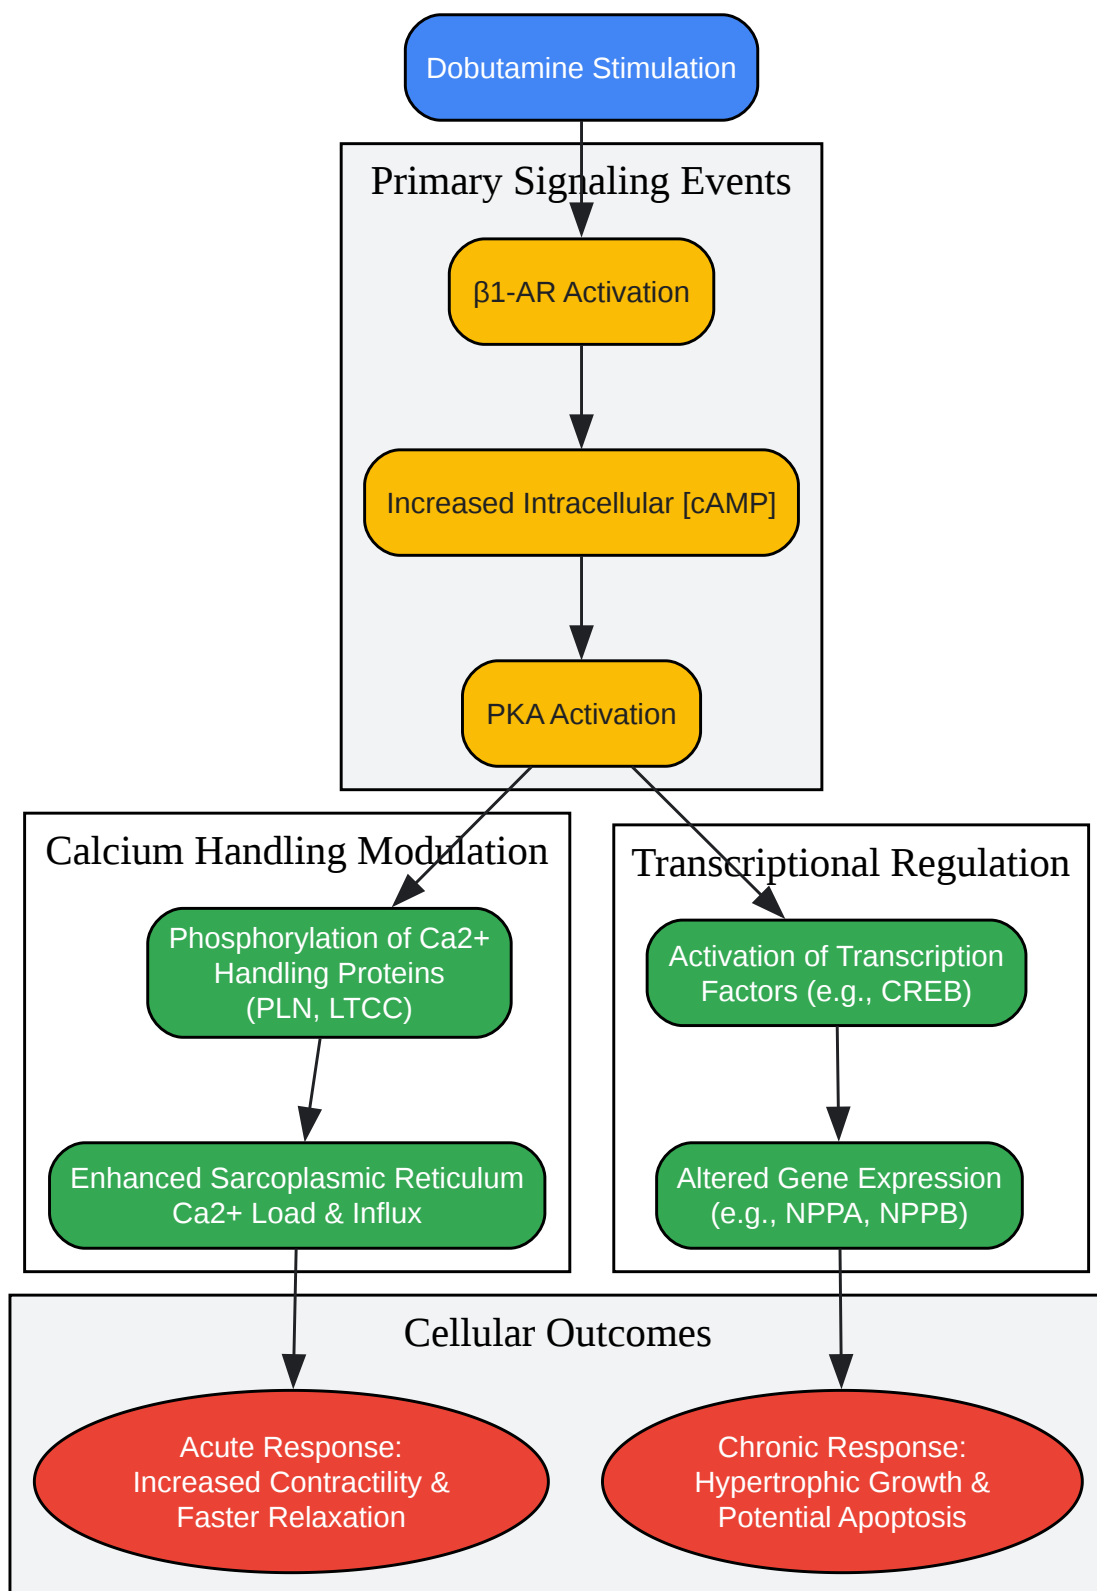 Dobutamine Stimulation
Primary Signaling Events
β1-AR Activation
Increased Intracellular [cAMP]
PKA Activation
Calcium Handling Modulation
Phosphorylation of Ca2+
Handling Proteins
(PLN, LTCC)
Enhanced Sarcoplasmic Reticulum
Ca2+ Load & Influx
Transcriptional Regulation
Activation of Transcription
Factors (e.g., CREB)
Altered Gene Expression
(e.g., NPPA, NPPB)
Cellular Outcomes
Acute Response:
Increased Contractility &
Faster Relaxation
Chronic Response:
Hypertrophic Growth &
Potential Apoptosis